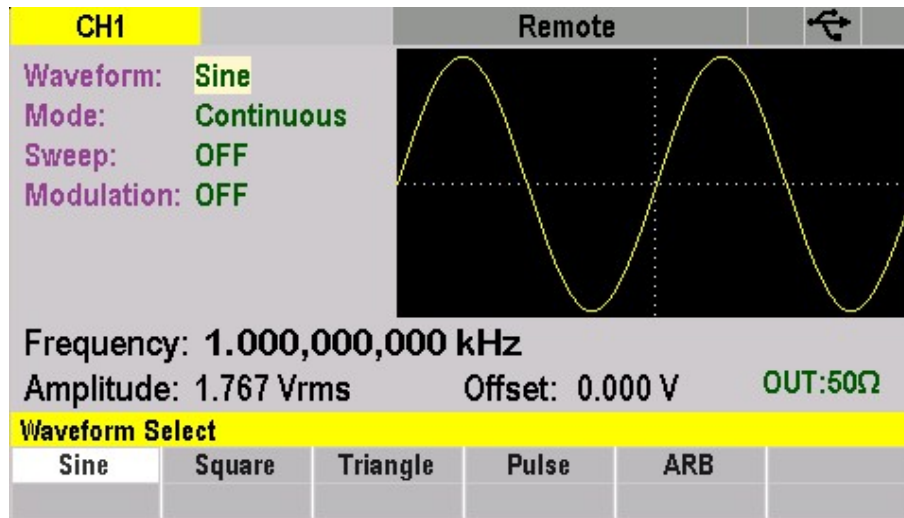 CH1 Remote
Waveform: Sine
Mode: Continuous
Sweep: OFF
Modulation: OFF
Frequency: 1.000,000,000 kHz
Amplitude: 1.767 Vrms Offset: 0.000 V OUT:50Ω
Waveform Select
Sine Square Triangle Pulse ARB